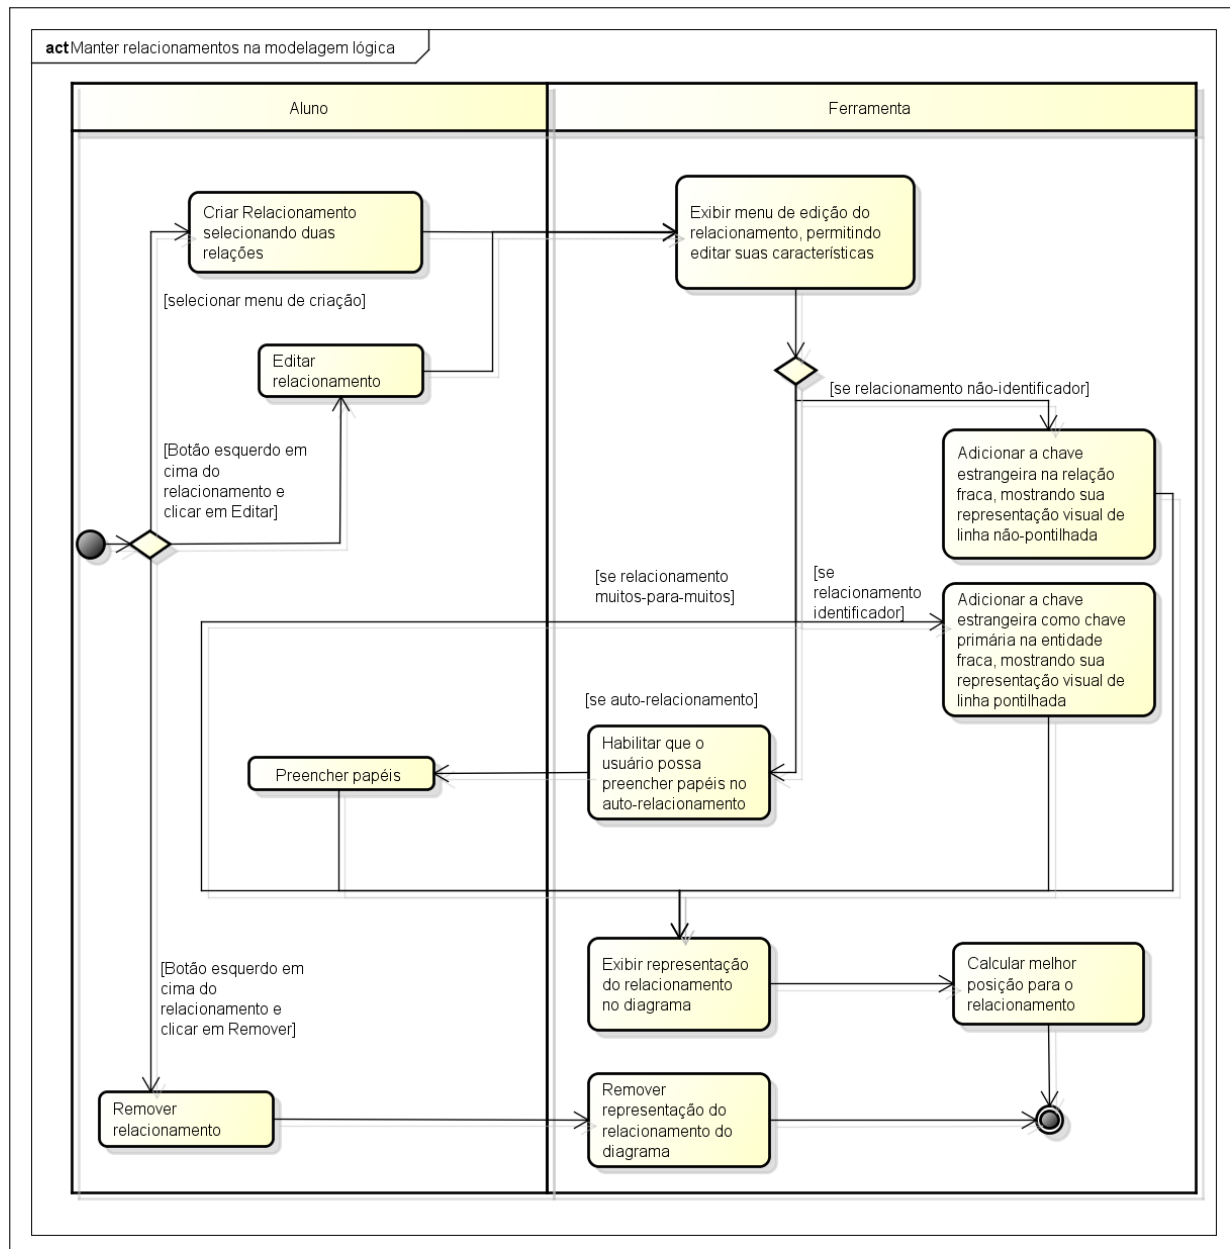 act Manter relacionamentos na modelagem lógica
Aluno
Ferramenta
Criar Relacionamento
selecionando duas
relações
Exibir menu de edição do
relacionamento, permitindo
editar suas características
[selecionar menu de criação]
Editar
relacionamento
[se relacionamento não-identificador]
[Botão esquerdo em
cima do
relacionamento e
clicar em Editar]
Adicionar a chave
estrangeira na relação
fraca, mostrando sua
representação visual de
linha não-pontilhada
[se relacionamento
muitos-para-muitos]
[se
relacionamento
identificador]
Adicionar a chave
estrangeira como chave
primária na entidade
fraca, mostrando sua
representação visual de
linha pontilhada
[se auto-relacionamento]
Habilitar que o
usuário possa
preencher papéis no
auto-relacionamento
Preencher papéis
[Botão esquerdo em
cima do
relacionamento e
clicar em Remover]
Exibir representação
do relacionamento
no diagrama
Calcular melhor
posição para o
relacionamento
Remover
relacionamento
Remover
representação do
relacionamento do
diagrama